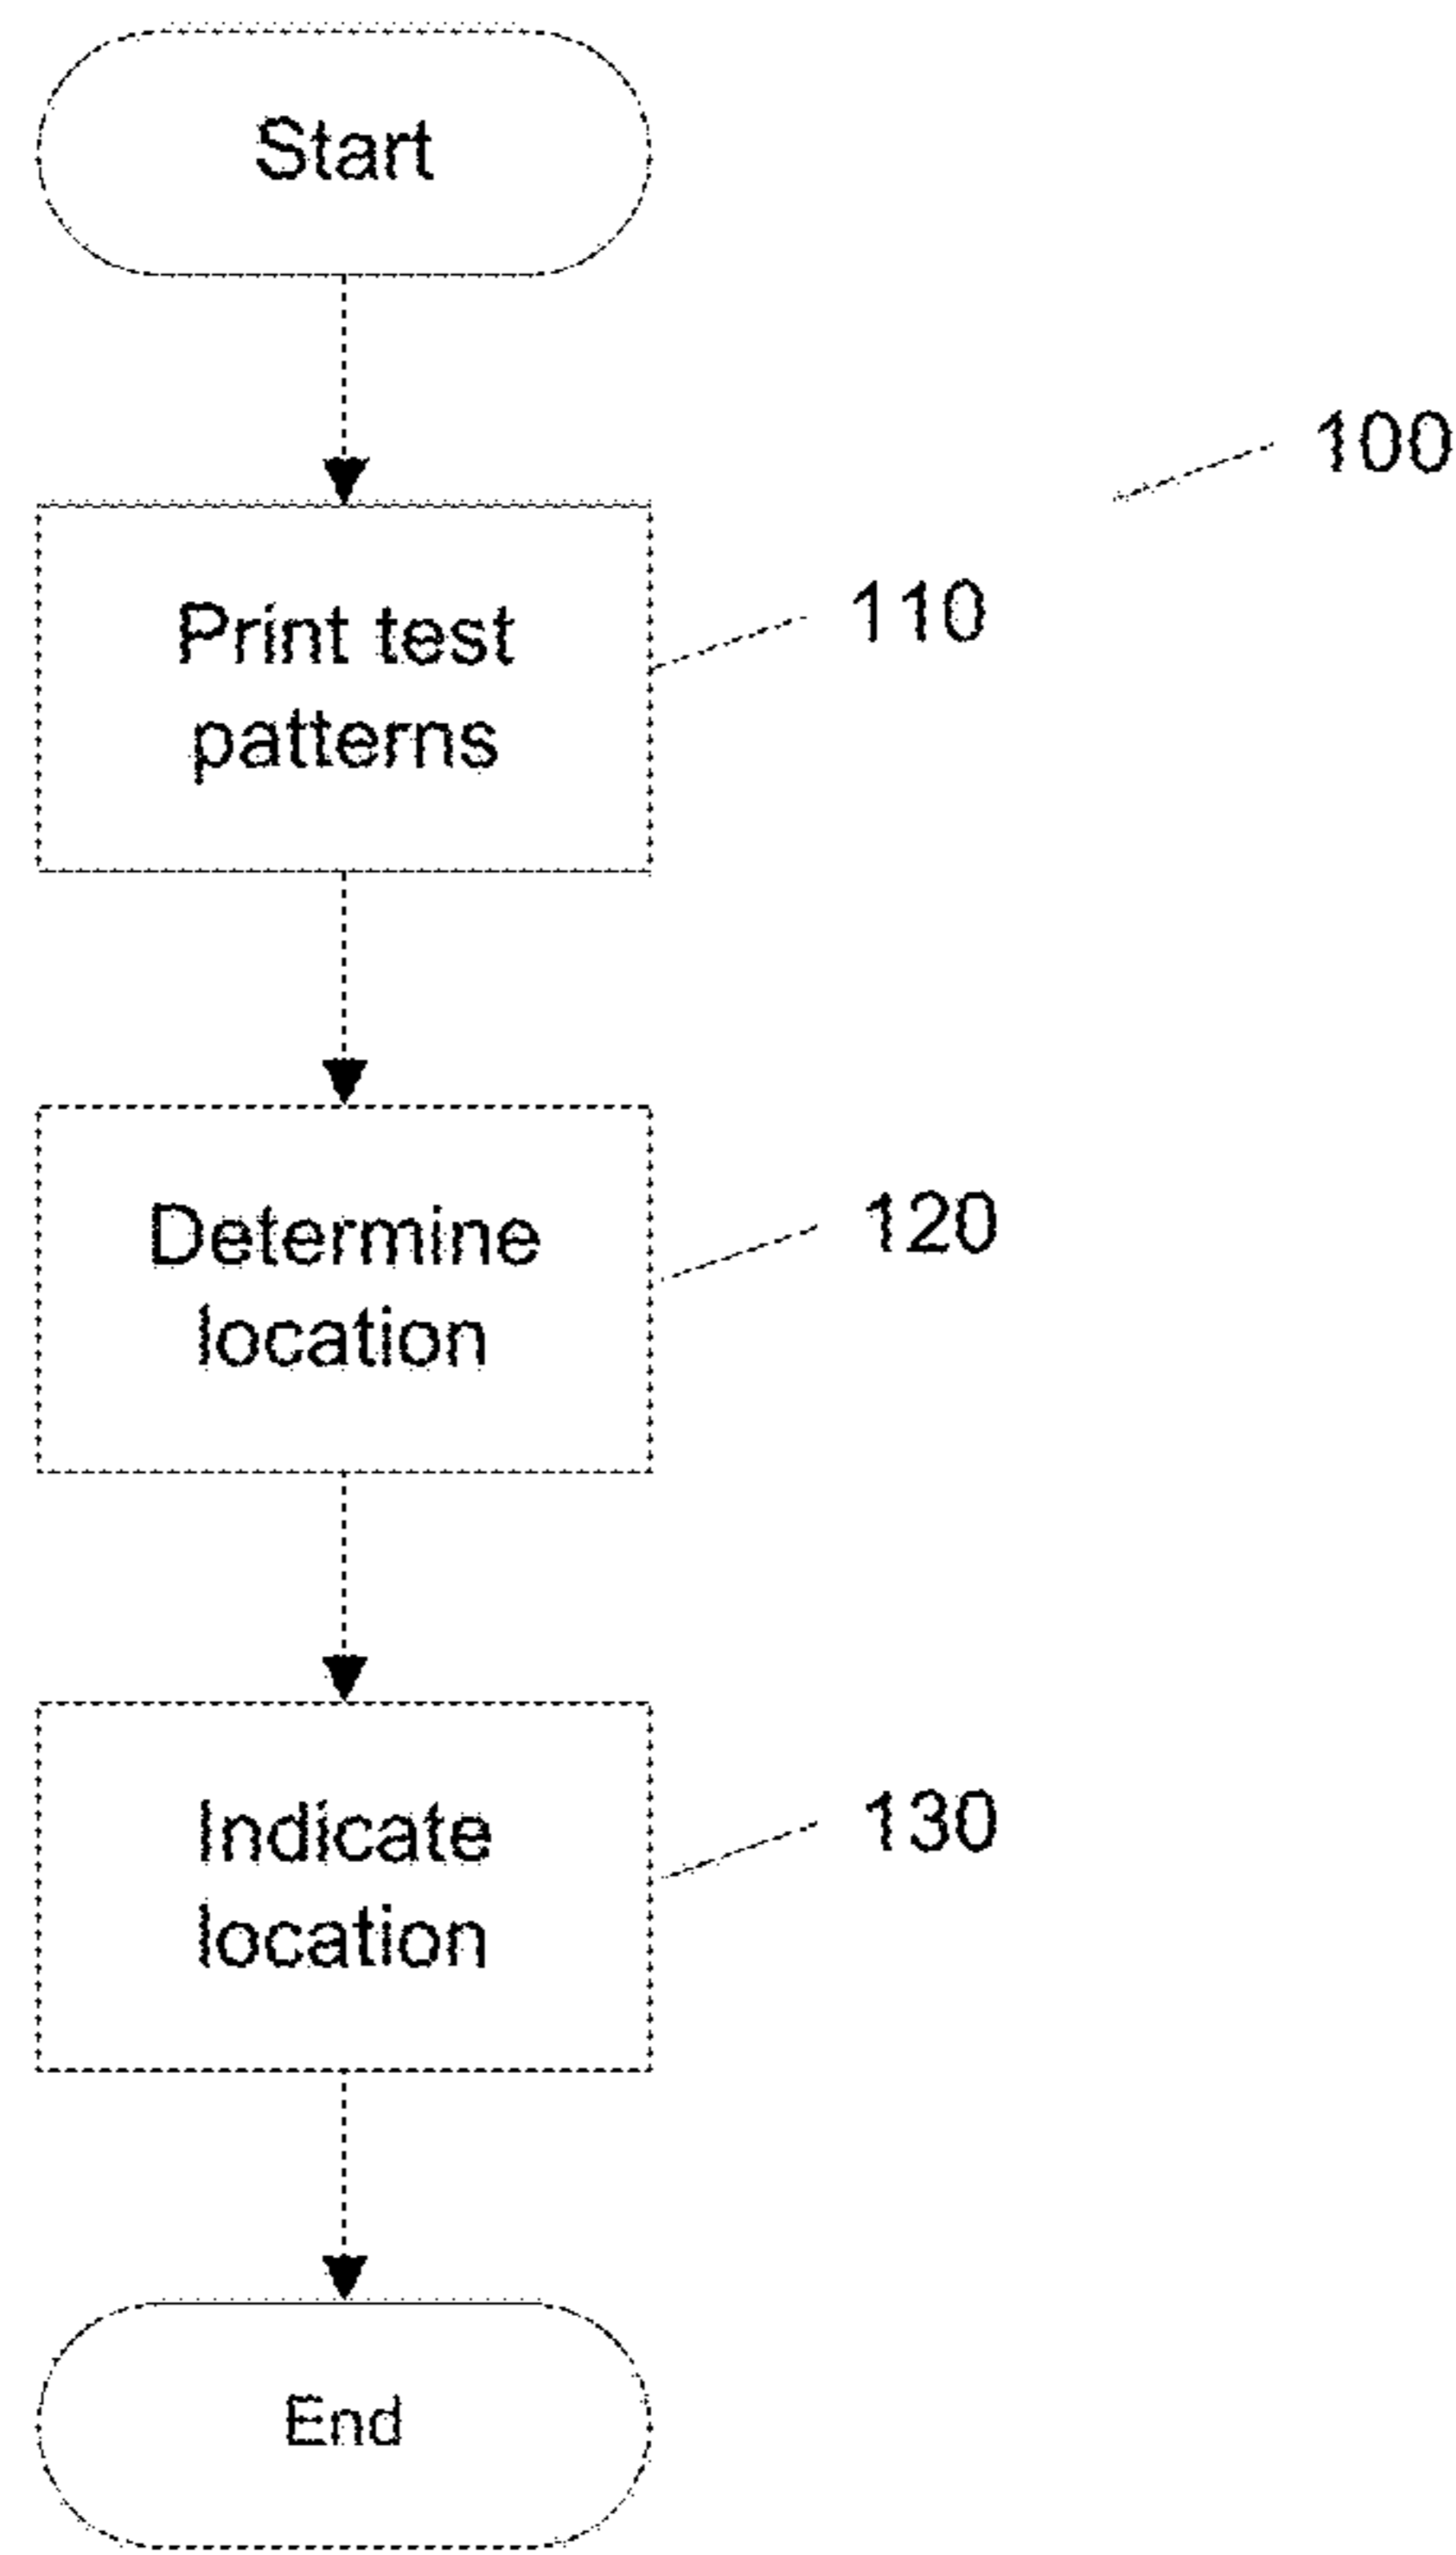 Start
100
Print test
patterns
110
Determine
location
120
Indicate
location
130
End